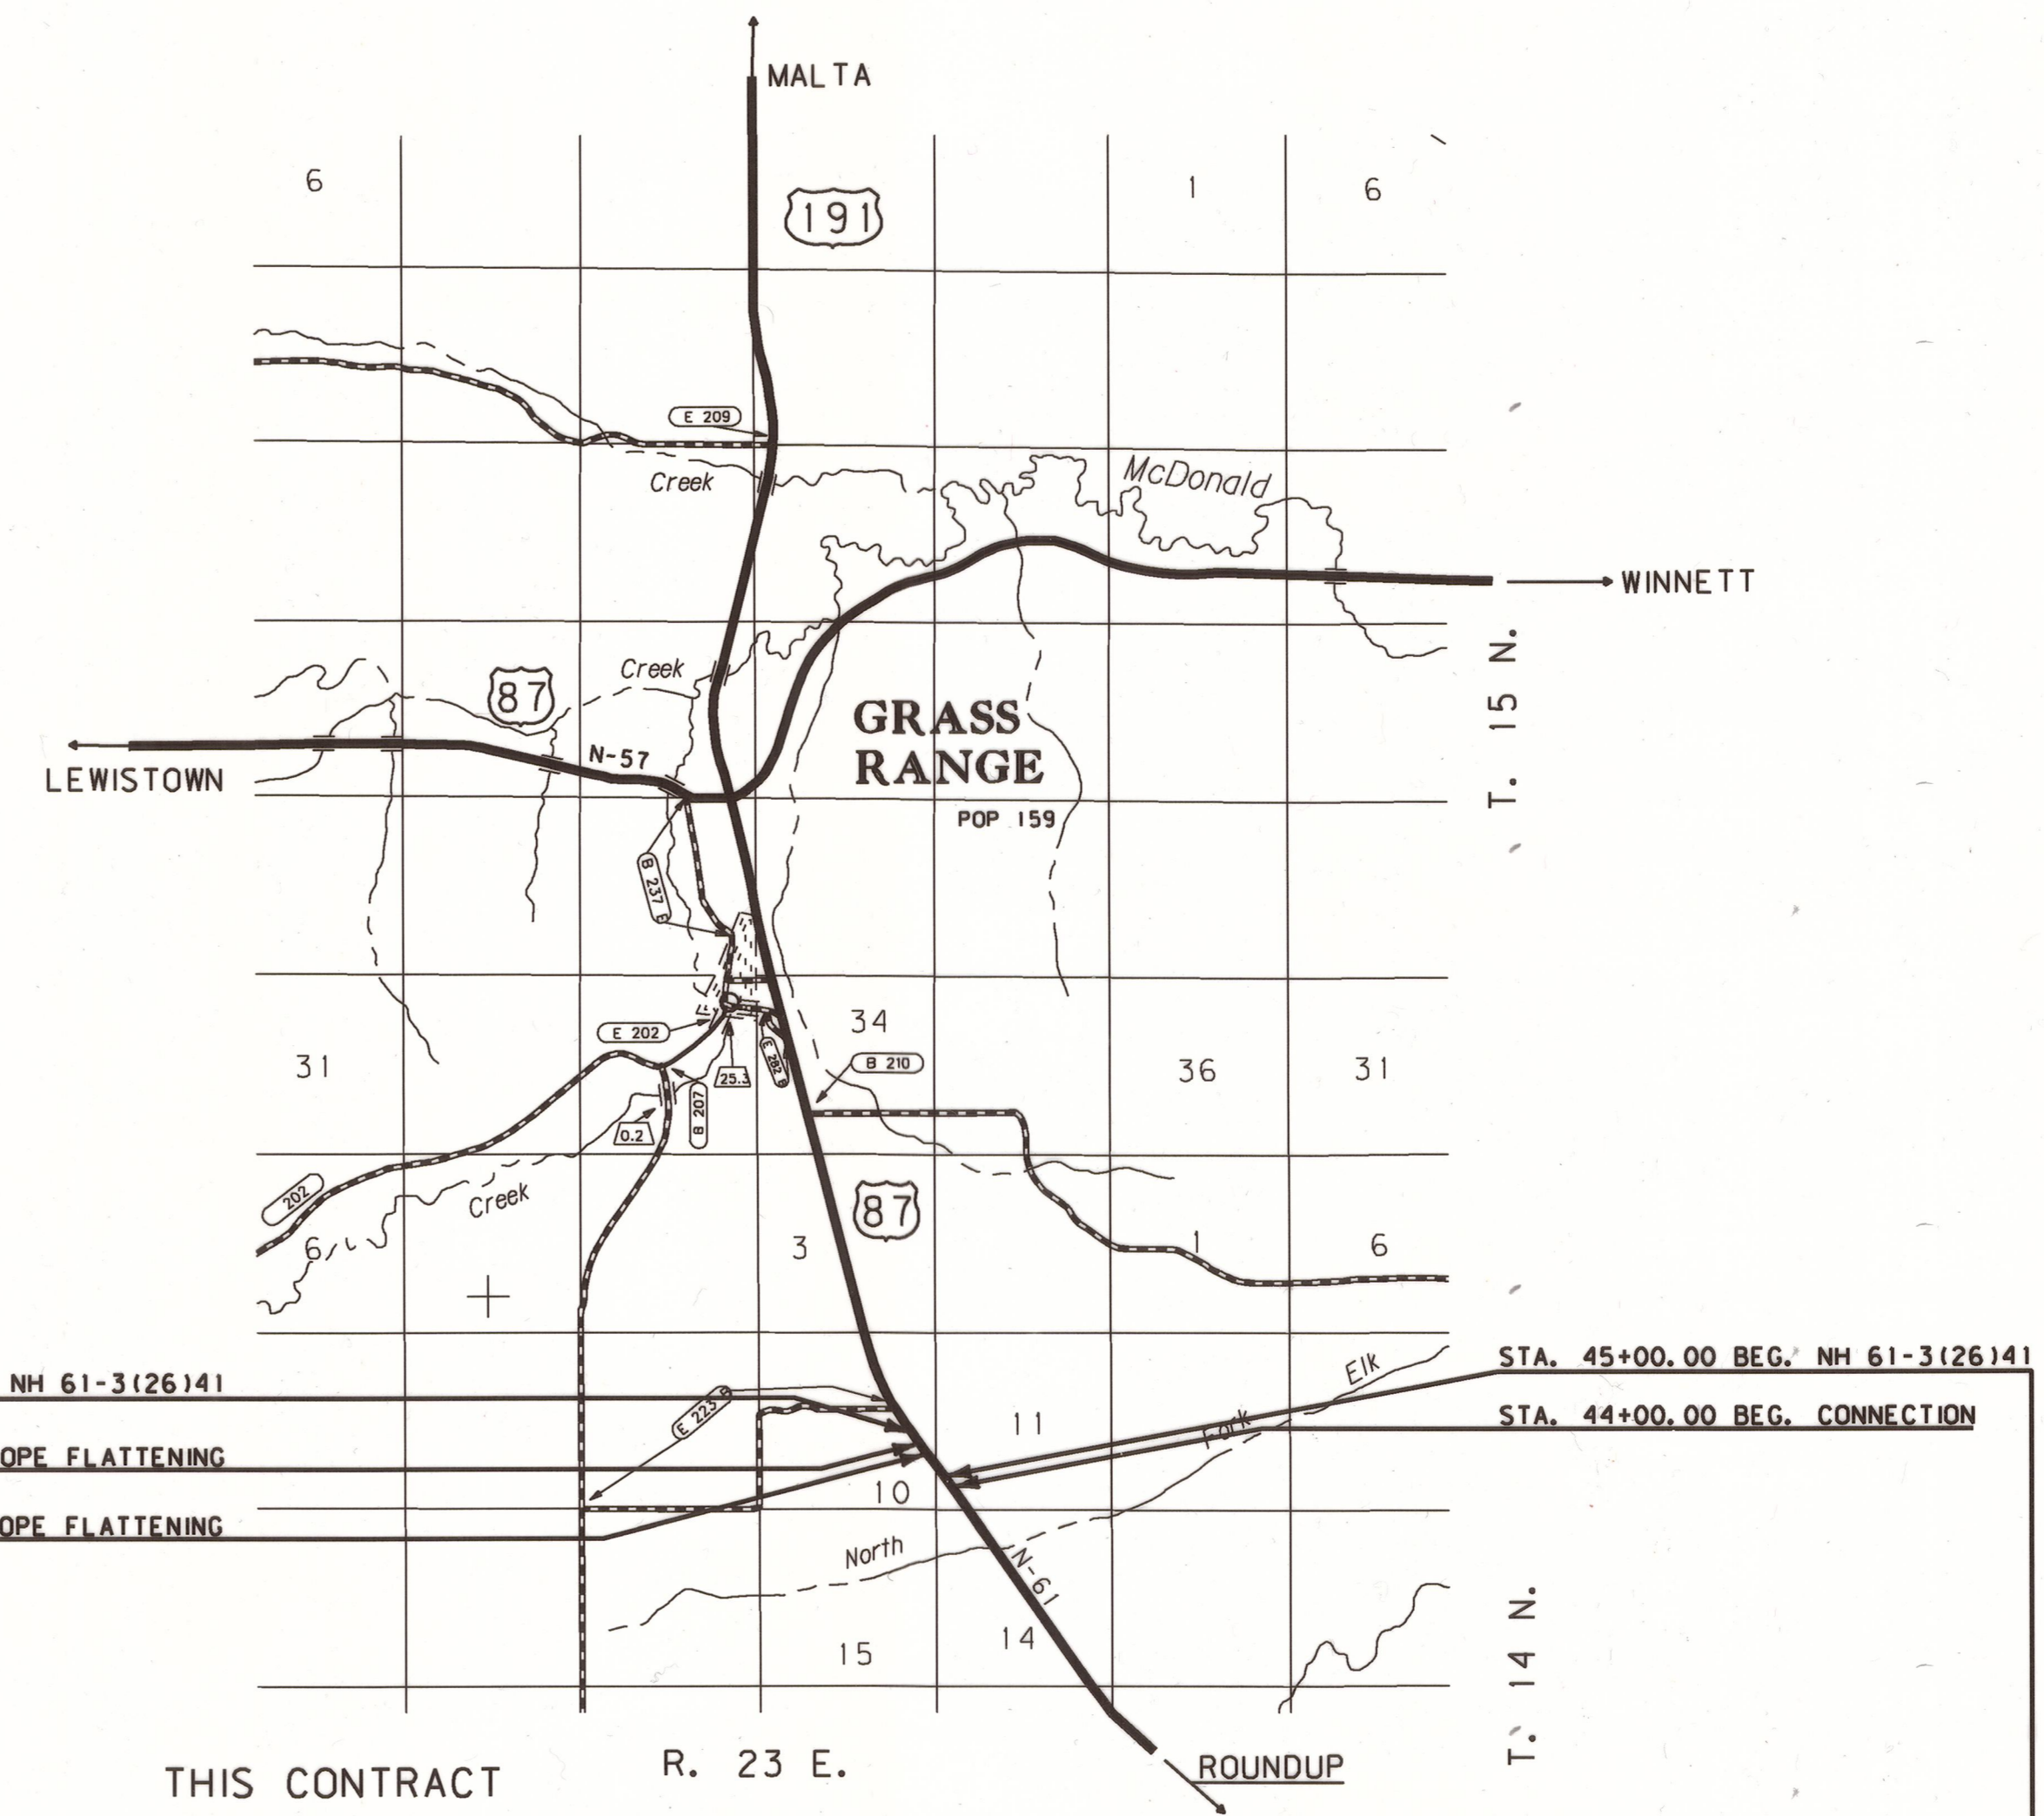 MALTA
6
1
6
191
E 209
Creek
McDonald
WINNETT
T. 15 N.
Creek
87
N-57
LEWISTOWN
GRASS
RANGE
POP 159
B 237 E
34
E 202
31
25.3
E 282 B
B 210
36
31
0.2
B 207
202
Creek
87
6
3
1
6
NH 61-3(26)41
STA. 45+00.00 BEG. NH 61-3(26)41
Elk
E 223 B
11
Fork
STA. 44+00.00 BEG. CONNECTION
OPE FLATTENING
10
OPE FLATTENING
North
N-61
T. 14 N.
15
14
THIS CONTRACT
R. 23 E.
ROUNDUP